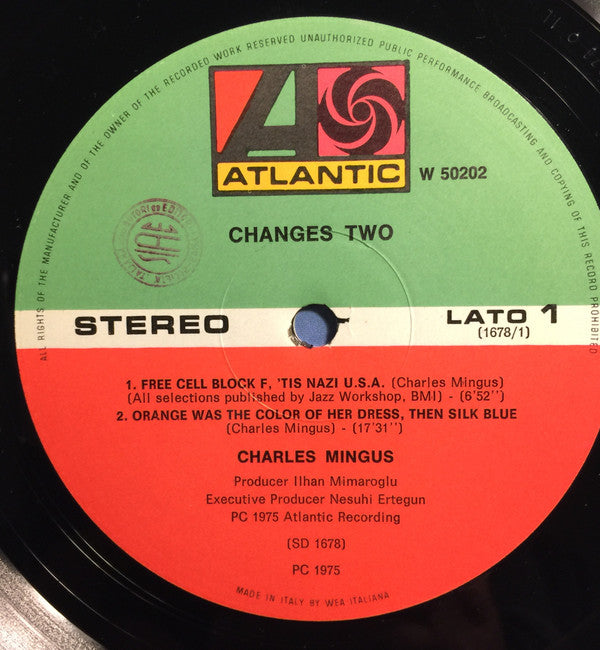 ALL RIGHTS OF THE MANUFACTURER AND OF THE OWNER OF THE RECORDED WORK RESERVED UNAUTHORIZED PUBLIC PERFORMANCE BROADCASTING AND COPYING OF THIS RECORD PROHIBITED
ATLANTIC
W 50202
CHANGES TWO
SIAE
STEREO
LATO 1
(1678/1)
1. FREE CELL BLOCK F, 'TIS NAZI U.S.A. (Charles Mingus)
(All selections published by Jazz Workshop, BMI) - (6'52'')
2. ORANGE WAS THE COLOR OF HER DRESS, THEN SILK BLUE
(Charles Mingus) - (17'31'')
CHARLES MINGUS
Producer Ilhan Mimaroglu
Executive Producer Nesuhi Ertegun
PC 1975 Atlantic Recording
(SD 1678)
PC 1975
MADE IN ITALY BY WEA ITALIANA